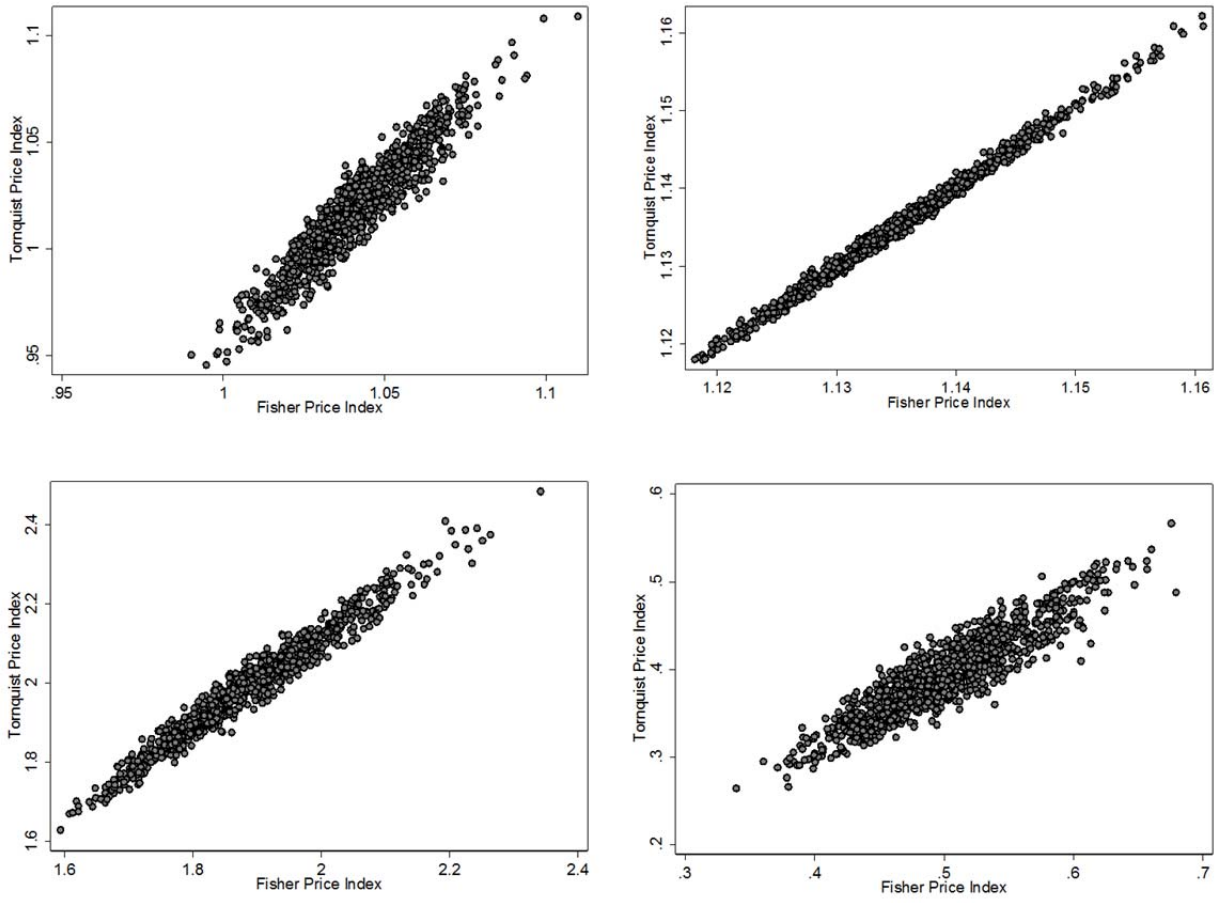 Tornquist Price Index
1.1
1.05
1
.95
.95 1 1.05 1.1
Fisher Price Index
Tornquist Price Index
1.16
1.15
1.14
1.13
1.12
1.12 1.13 1.14 1.15 1.16
Fisher Price Index
Tornquist Price Index
2.4
2.2
2
1.8
1.6
1.6 1.8 2 2.2 2.4
Fisher Price Index
Tornquist Price Index
.6
.5
.4
.3
.2
.3 .4 .5 .6 .7
Fisher Price Index